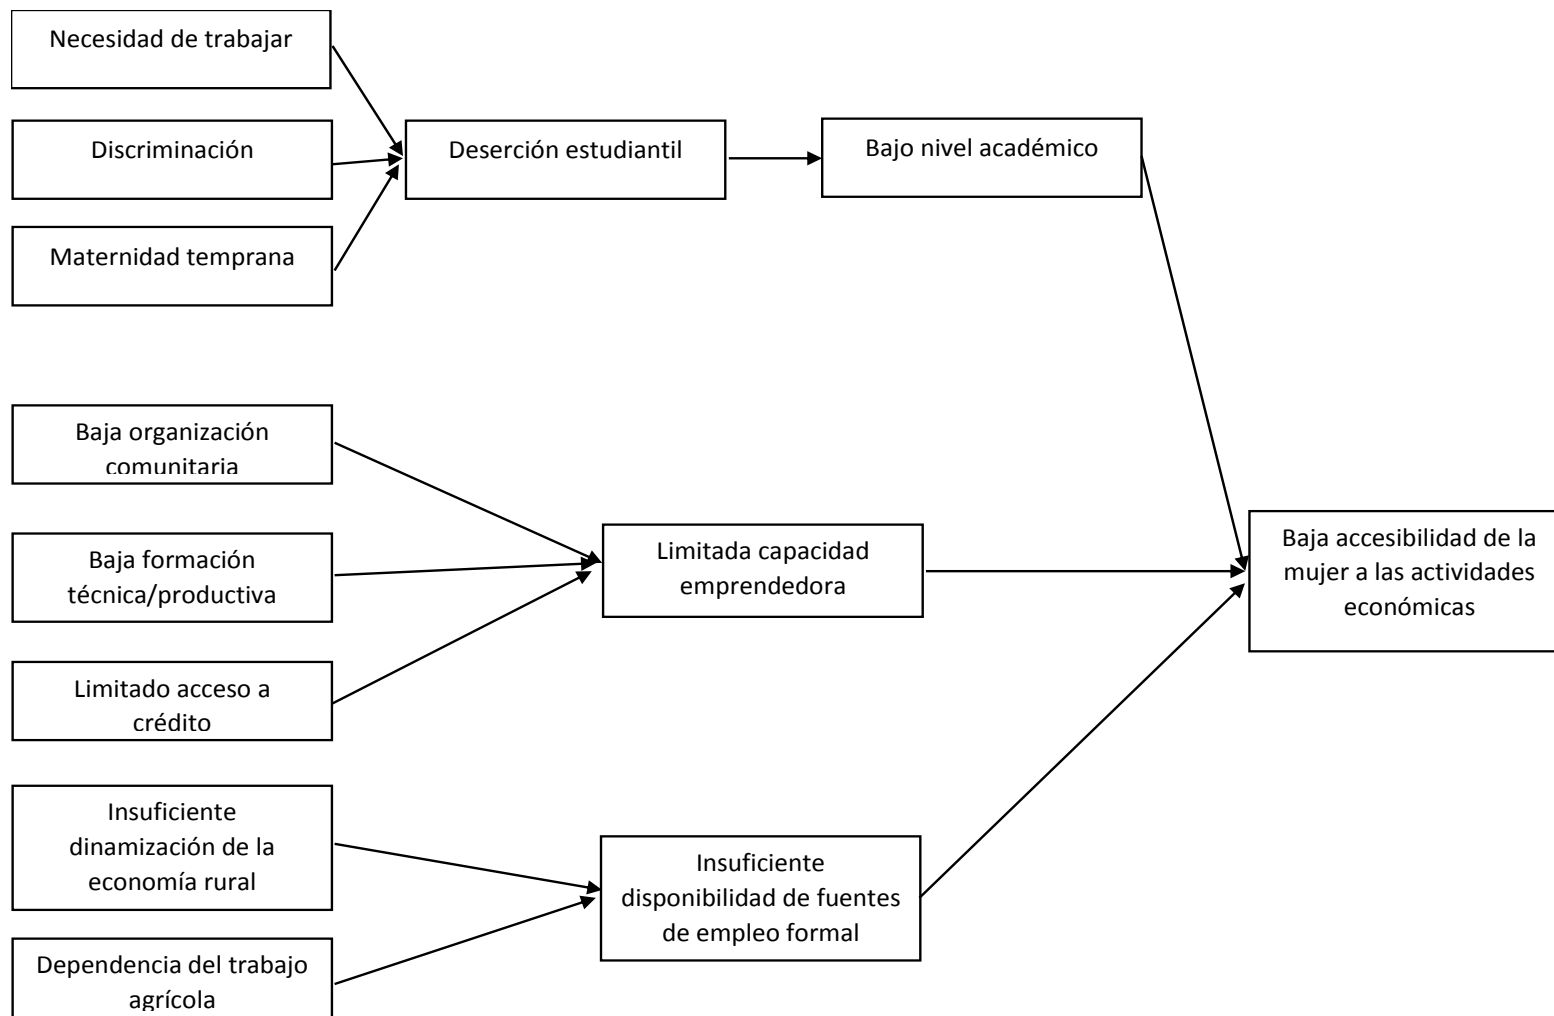 Necesidad de trabajar
Discriminación
Deserción estudiantil
Bajo nivel académico
Maternidad temprana
Baja organización
comunitaria
Baja formación
técnica/productiva
Limitada capacidad
emprendedora
Baja accesibilidad de la
mujer a las actividades
económicas
Limitado acceso a
crédito
Insuficiente
dinamización de la
economía rural
Insuficiente
disponibilidad de fuentes
de empleo formal
Dependencia del trabajo
agrícola